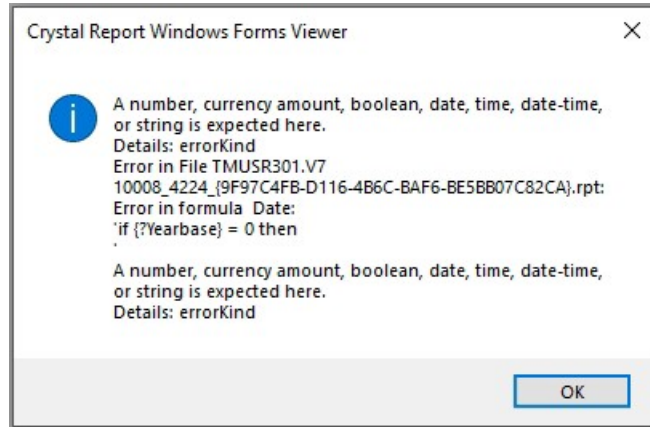 Crystal Report Windows Forms Viewer
A number, currency amount, boolean, date, time, date-time,
or string is expected here.
Details: errorKind
Error in File TMUSR301.V7
10008_4224_{9F97C4FB-D116-4B6C-BAF6-BE5BB07C82CA}.rpt:
Error in formula  Date:
'if {?Yearbase} = 0 then
'
A number, currency amount, boolean, date, time, date-time,
or string is expected here.
Details: errorKind
OK